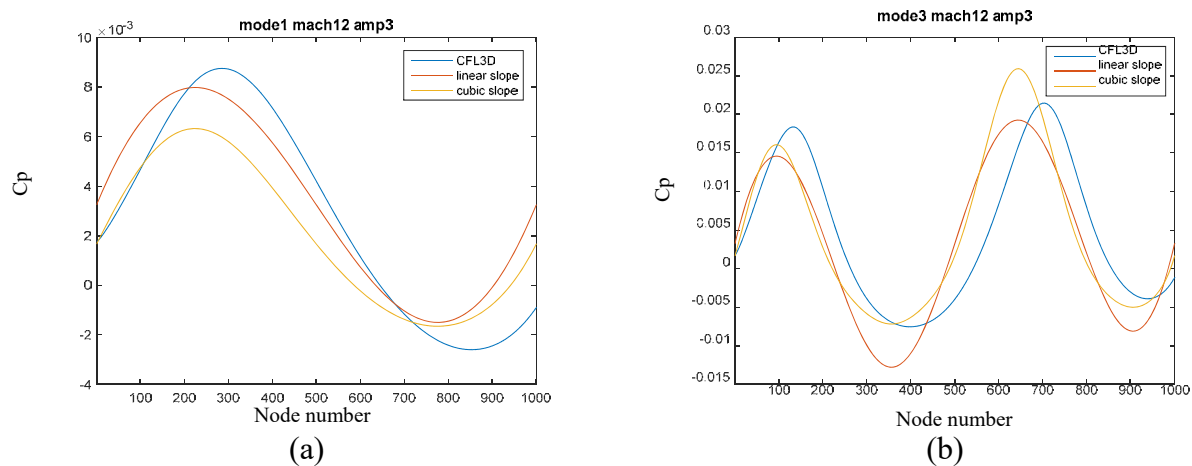 mode1 mach12 amp3
×10⁻³
10
8
6
4
2
0
-2
-4
Cp
CFL3D
linear slope
cubic slope
100 200 300 400 500 600 700 800 900 1000
Node number
(a)
mode3 mach12 amp3
0.03
0.025
0.02
0.015
0.01
0.005
0
-0.005
-0.01
-0.015
Cp
CFL3D
linear slope
cubic slope
100 200 300 400 500 600 700 800 900 1000
Node number
(b)